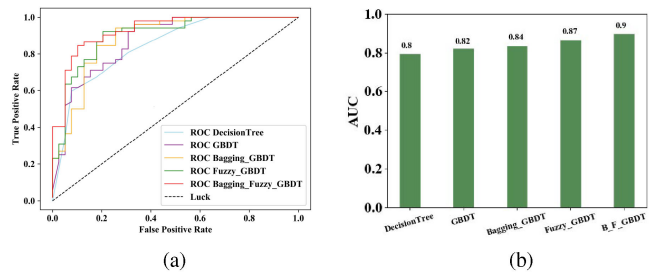 True Positive Rate
1.0
0.8
0.6
0.4
0.2
0.0
ROC DecisionTree
ROC GBDT
ROC Bagging_GBDT
ROC Fuzzy_GBDT
ROC Bagging_Fuzzy_GBDT
Luck
0.0 0.2 0.4 0.6 0.8 1.0
False Positive Rate
(a)
AUC
1.0
0.8
0.6
0.4
0.2
0.0
0.8 0.82 0.84 0.87 0.9
DecisionTree GBDT Bagging_GBDT Fuzzy_GBDT B_F_GBDT
(b)